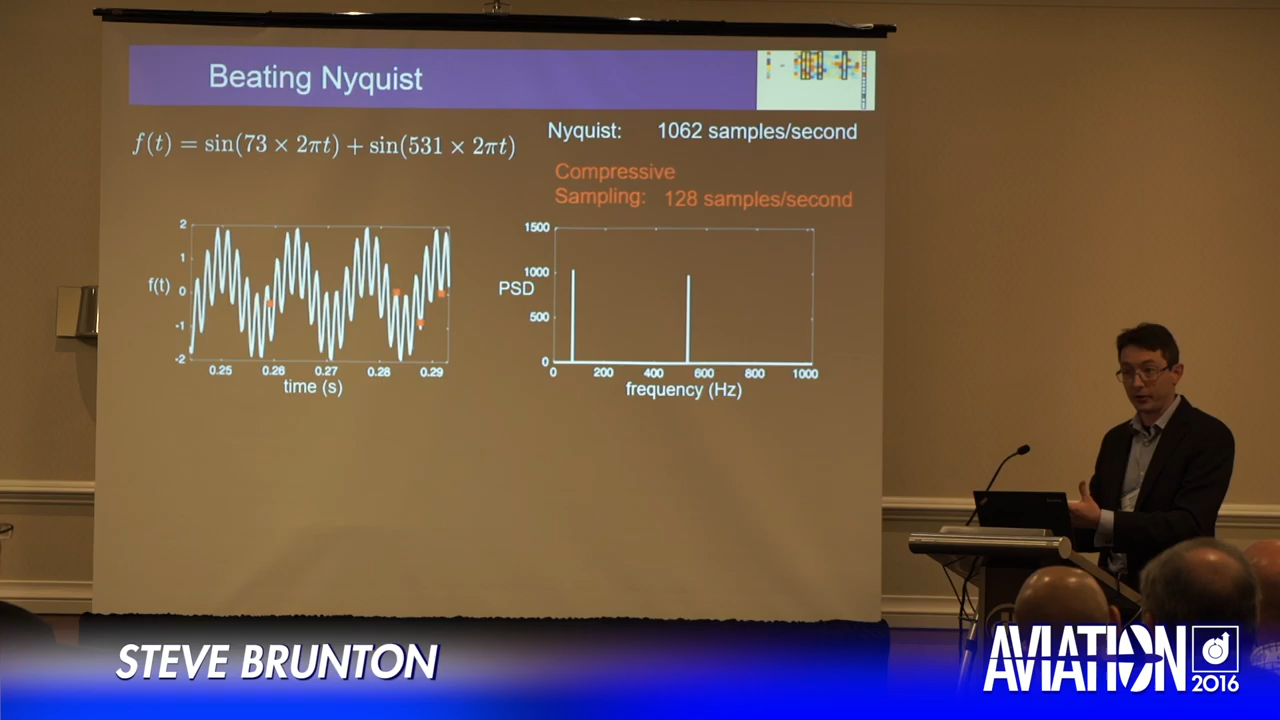 Beating Nyquist
f(t) = sin(73 × 2πt) + sin(531 × 2πt)
Nyquist: 1062 samples/second
Compressive
Sampling: 128 samples/second
2
1
f(t) 0
-1
-2
0.25 0.26 0.27 0.28 0.29
time (s)
1500
1000
PSD
500
0
0 200 400 600 800 1000
frequency (Hz)
STEVE BRUNTON
AVIATION
2016